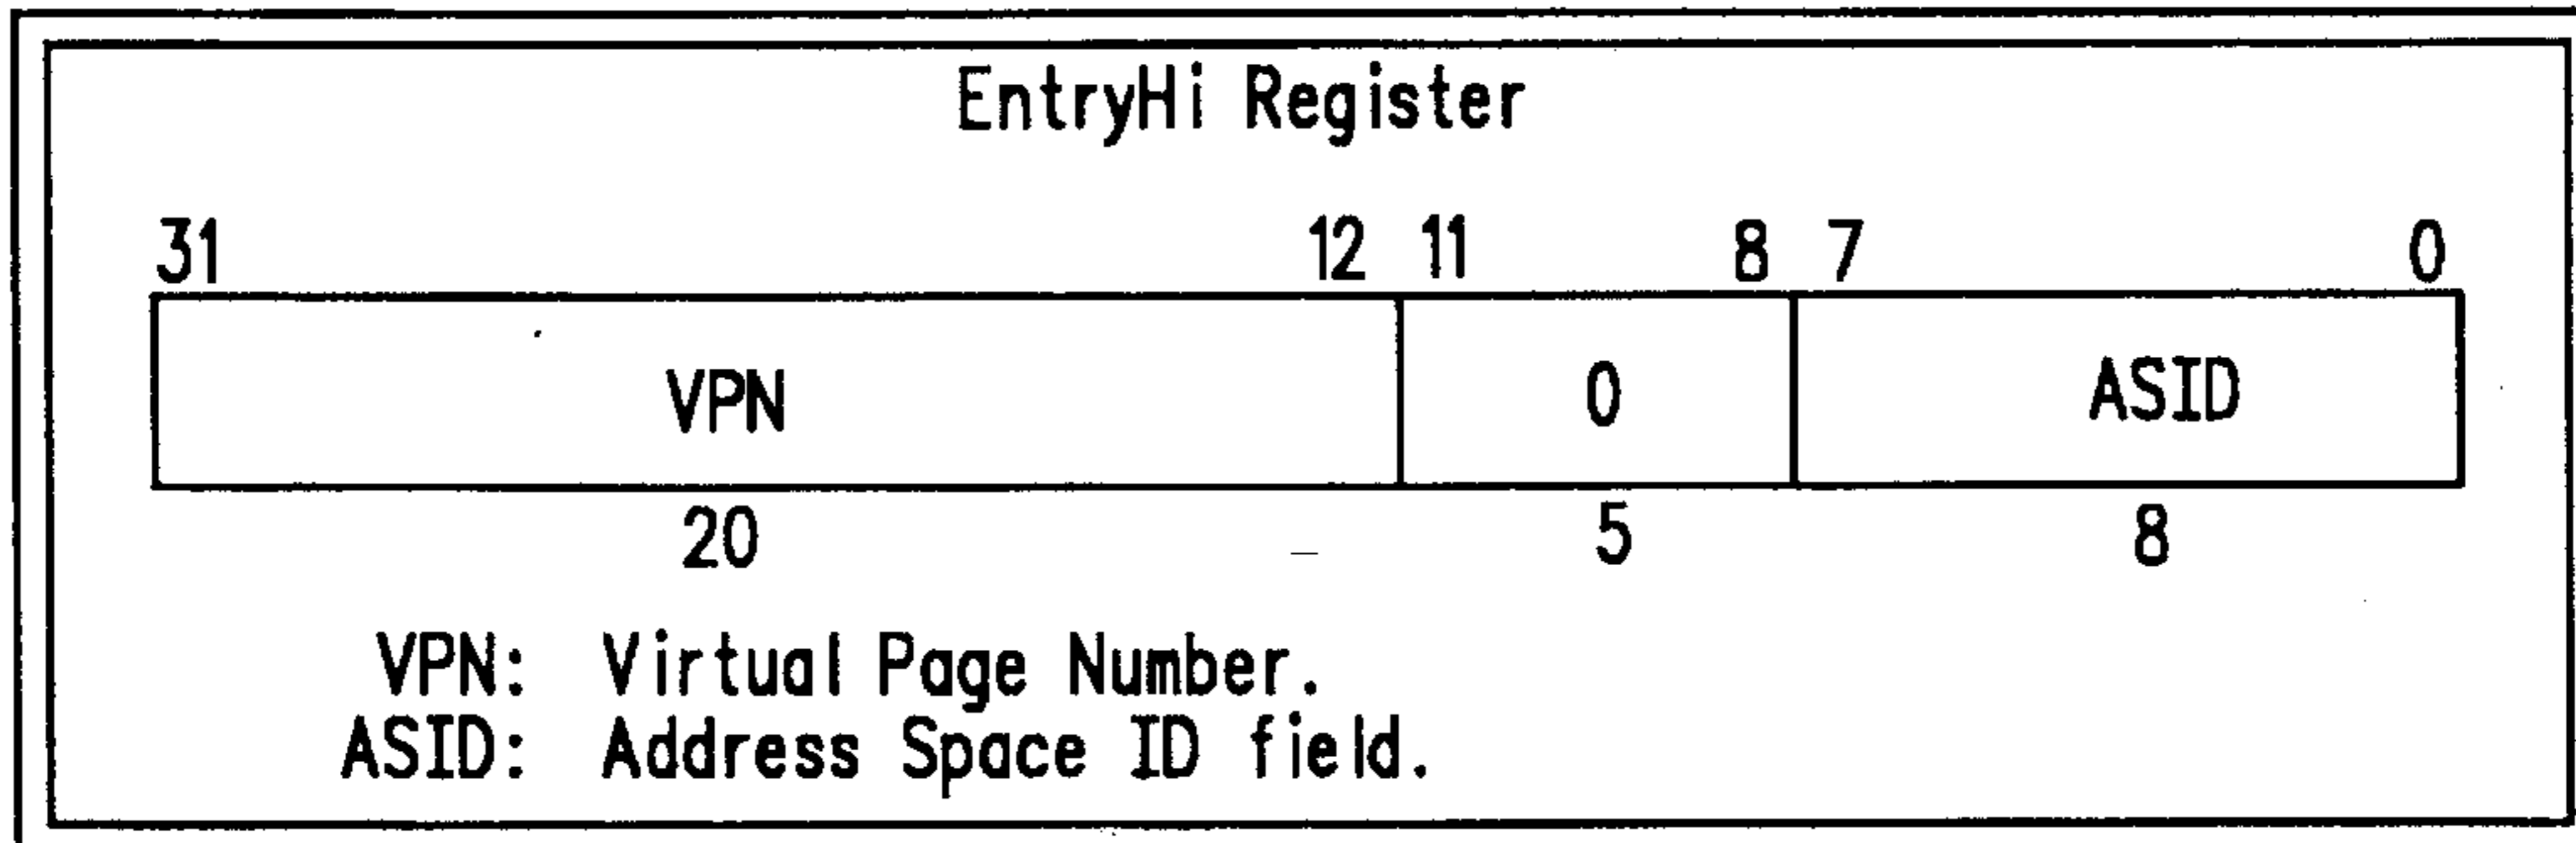 EntryHi Register
31 12 11 8 7 0
VPN 0 ASID
20 5 8
VPN: Virtual Page Number.
ASID: Address Space ID field.